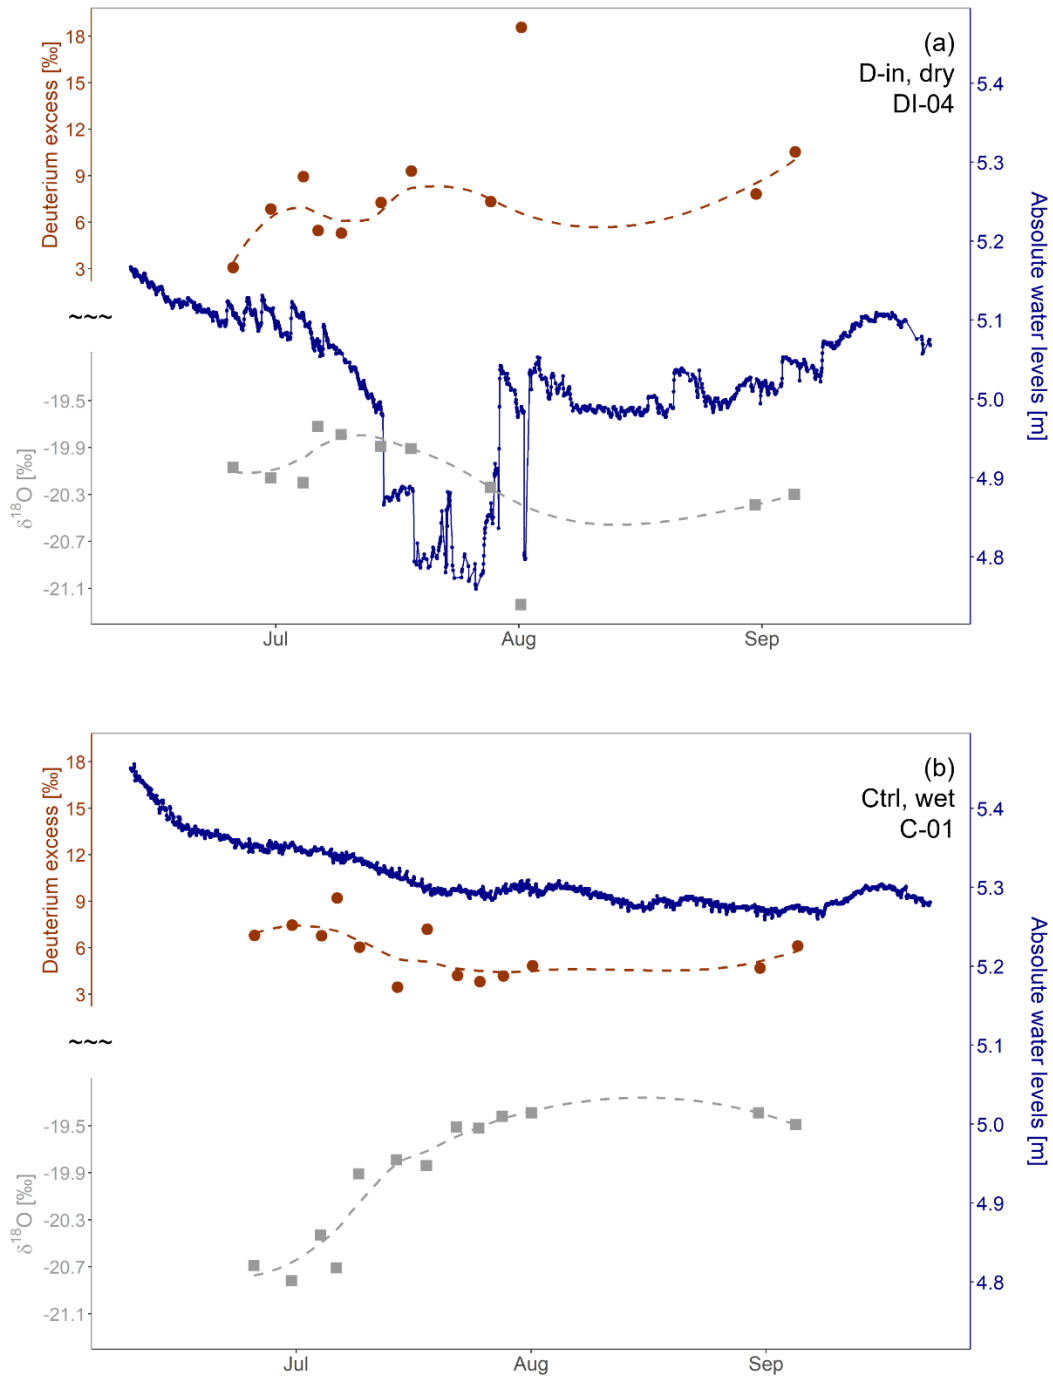 (a)
D-in, dry
DI-04
Deuterium excess [‰]
18
15
12
9
6
3
~~~
δ18O [‰]
-19.5
-19.9
-20.3
-20.7
-21.1
Absolute water levels [m]
5.4
5.3
5.2
5.1
5.0
4.9
4.8
Jul
Aug
Sep
(b)
Ctrl, wet
C-01
Deuterium excess [‰]
18
15
12
9
6
3
~~~
δ18O [‰]
-19.5
-19.9
-20.3
-20.7
-21.1
Absolute water levels [m]
5.4
5.3
5.2
5.1
5.0
4.9
4.8
Jul
Aug
Sep